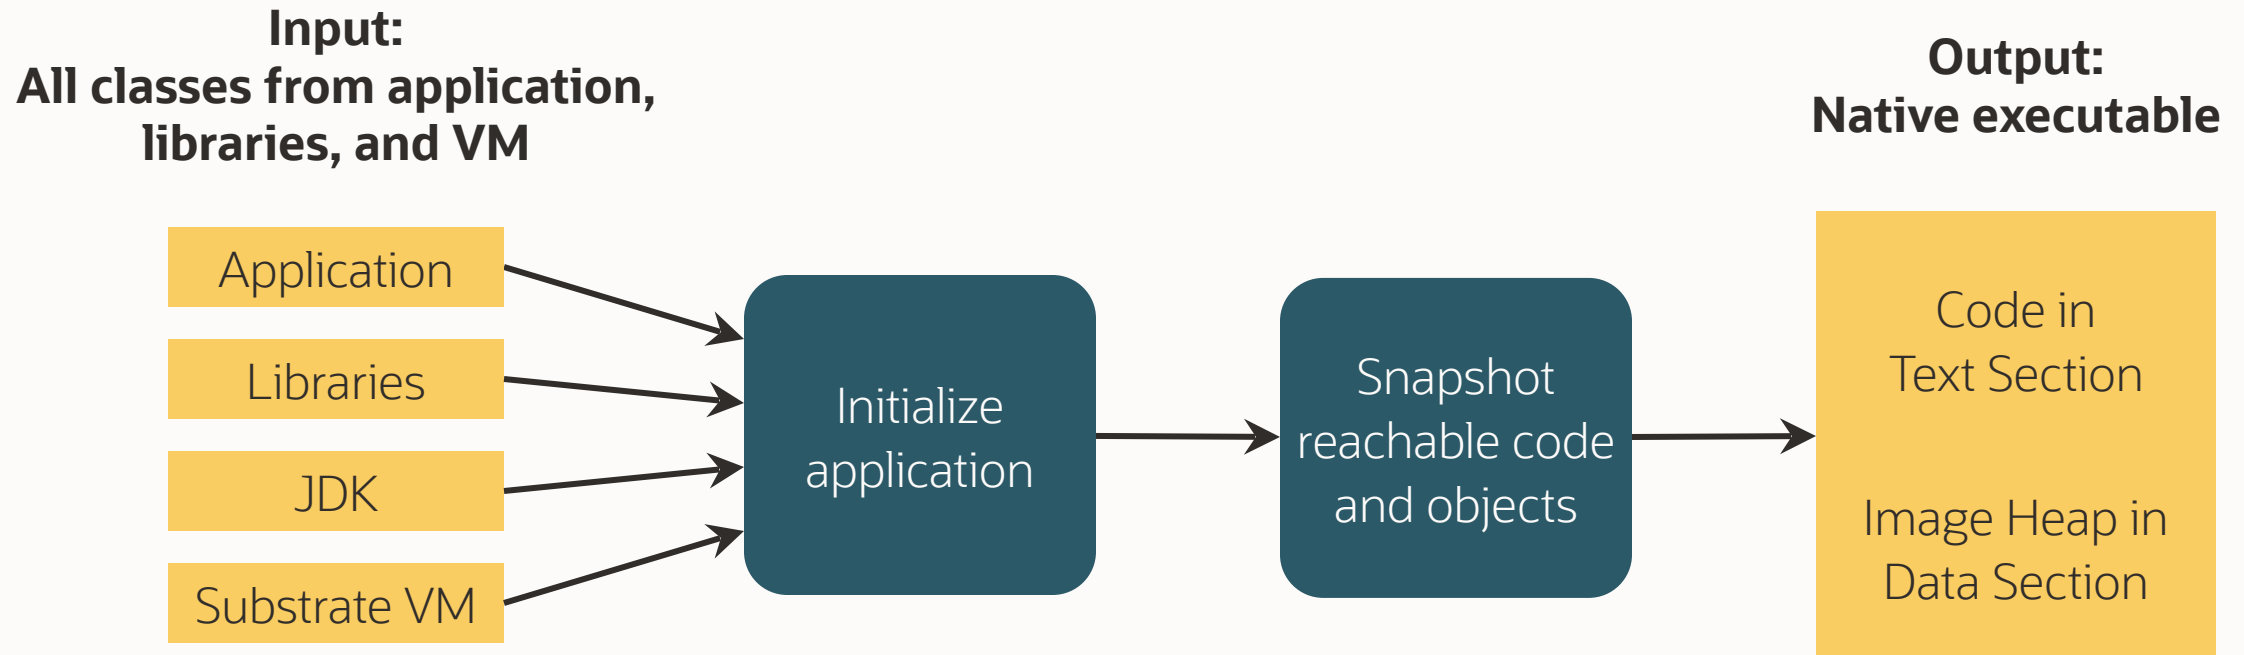 Input:
All classes from application,
libraries, and VM
Output:
Native executable
Application
Libraries
JDK
Substrate VM
Initialize
application
Snapshot
reachable code
and objects
Code in
Text Section
Image Heap in
Data Section